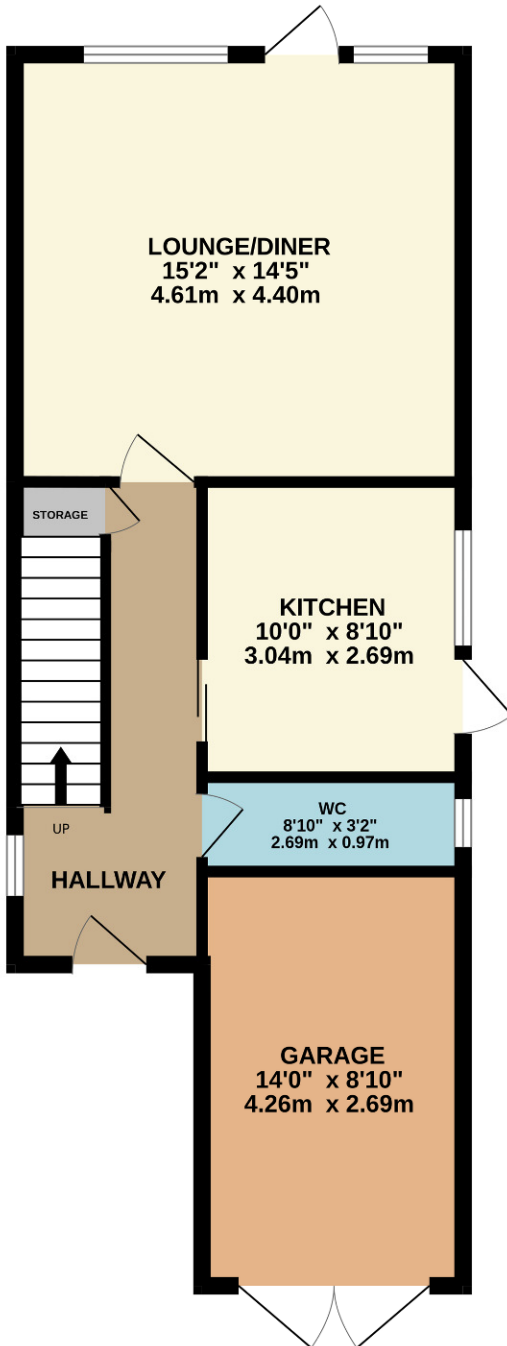 LOUNGE/DINER
15'2" x 14'5"
4.61m x 4.40m
STORAGE
KITCHEN
10'0" x 8'10"
3.04m x 2.69m
WC
8'10" x 3'2"
2.69m x 0.97m
UP
HALLWAY
GARAGE
14'0" x 8'10"
4.26m x 2.69m